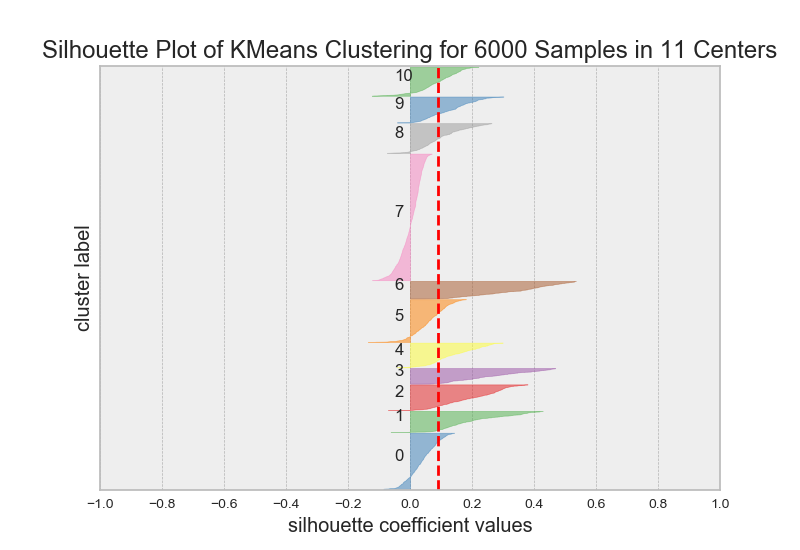 Silhouette Plot of KMeans Clustering for 6000 Samples in 11 Centers
10
9
8
7
6
5
4
3
2
1
0
cluster label
−1.0 −0.8 −0.6 −0.4 −0.2 0.0 0.2 0.4 0.6 0.8 1.0
silhouette coefficient values